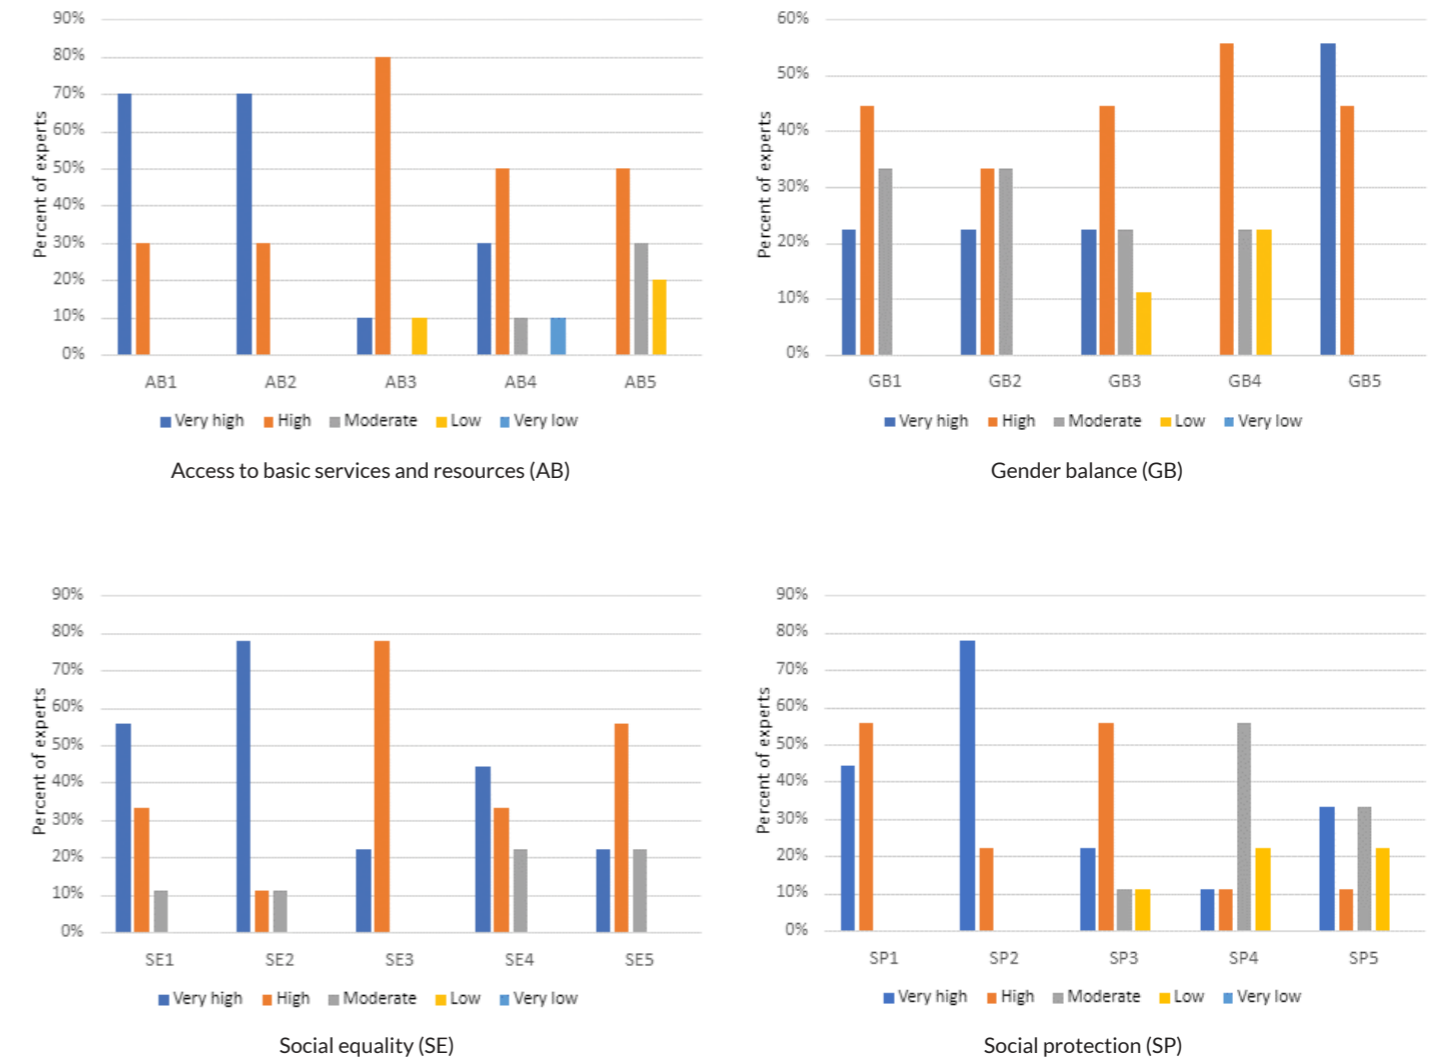 90%
80%
70%
60%
50%
40%
30%
20%
10%
0%
Percent of experts
AB1 AB2 AB3 AB4 AB5
Very high High Moderate Low Very low
Access to basic services and resources (AB)
60%
50%
40%
30%
20%
10%
0%
Percent of experts
GB1 GB2 GB3 GB4 GB5
Very high High Moderate Low Very low
Gender balance (GB)
90%
80%
70%
60%
50%
40%
30%
20%
10%
0%
Percent of experts
SE1 SE2 SE3 SE4 SE5
Very high High Moderate Low Very low
Social equality (SE)
90%
80%
70%
60%
50%
40%
30%
20%
10%
0%
Percent of experts
SP1 SP2 SP3 SP4 SP5
Very high High Moderate Low Very low
Social protection (SP)